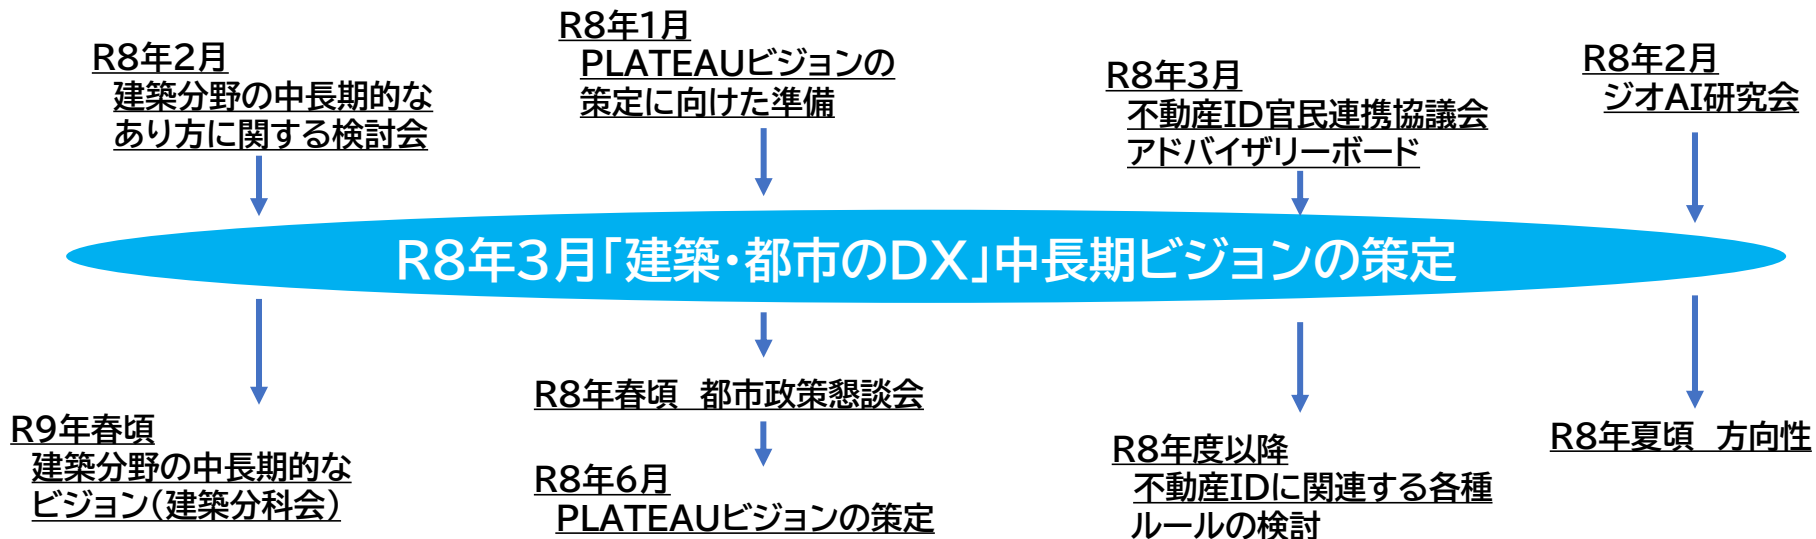 R8年2月
建築分野の中長期的な
あり方に関する検討会
R8年1月
PLATEAUビジョンの
策定に向けた準備
R8年3月
不動産ID官民連携協議会
アドバイザリーボード
R8年2月
ジオAI研究会
R8年3月「建築・都市のDX」中長期ビジョンの策定
R9年春頃
建築分野の中長期的な
ビジョン(建築分科会)
R8年春頃　都市政策懇談会
R8年6月
PLATEAUビジョンの策定
R8年度以降
不動産IDに関連する各種
ルールの検討
R8年夏頃　方向性